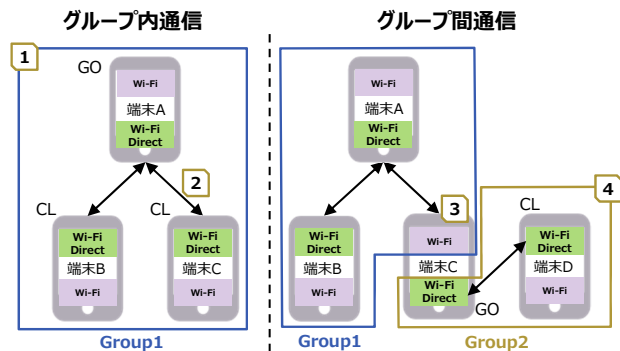 グループ内通信
1
GO
Wi-Fi
端末A
Wi-Fi
Direct
2
CL
Wi-Fi
Direct
端末B
Wi-Fi
CL
Wi-Fi
Direct
端末C
Wi-Fi
Group1
グループ間通信
Wi-Fi
端末A
Wi-Fi
Direct
Wi-Fi
Direct
端末B
Wi-Fi
3
Wi-Fi
端末C
Wi-Fi
Direct
GO
4
CL
Wi-Fi
Direct
端末D
Wi-Fi
Group1
Group2